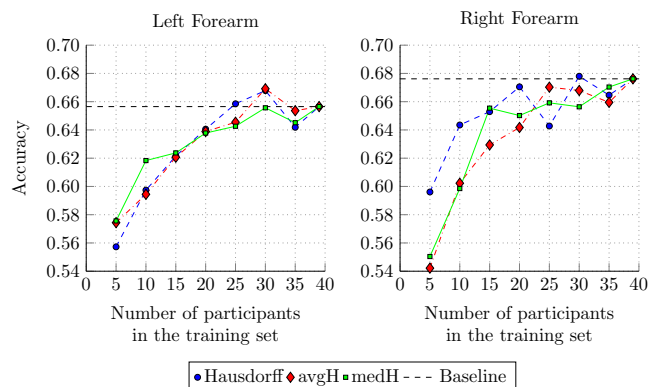 Left Forearm
Right Forearm
0.70
0.68
0.66
0.64
0.62
0.60
0.58
0.56
0.54
Accuracy
0 5 10 15 20 25 30 35 40
Number of participants
in the training set
0.70
0.68
0.66
0.64
0.62
0.60
0.58
0.56
0.54
0 5 10 15 20 25 30 35 40
Number of participants
in the training set
Hausdorff avgH medH Baseline